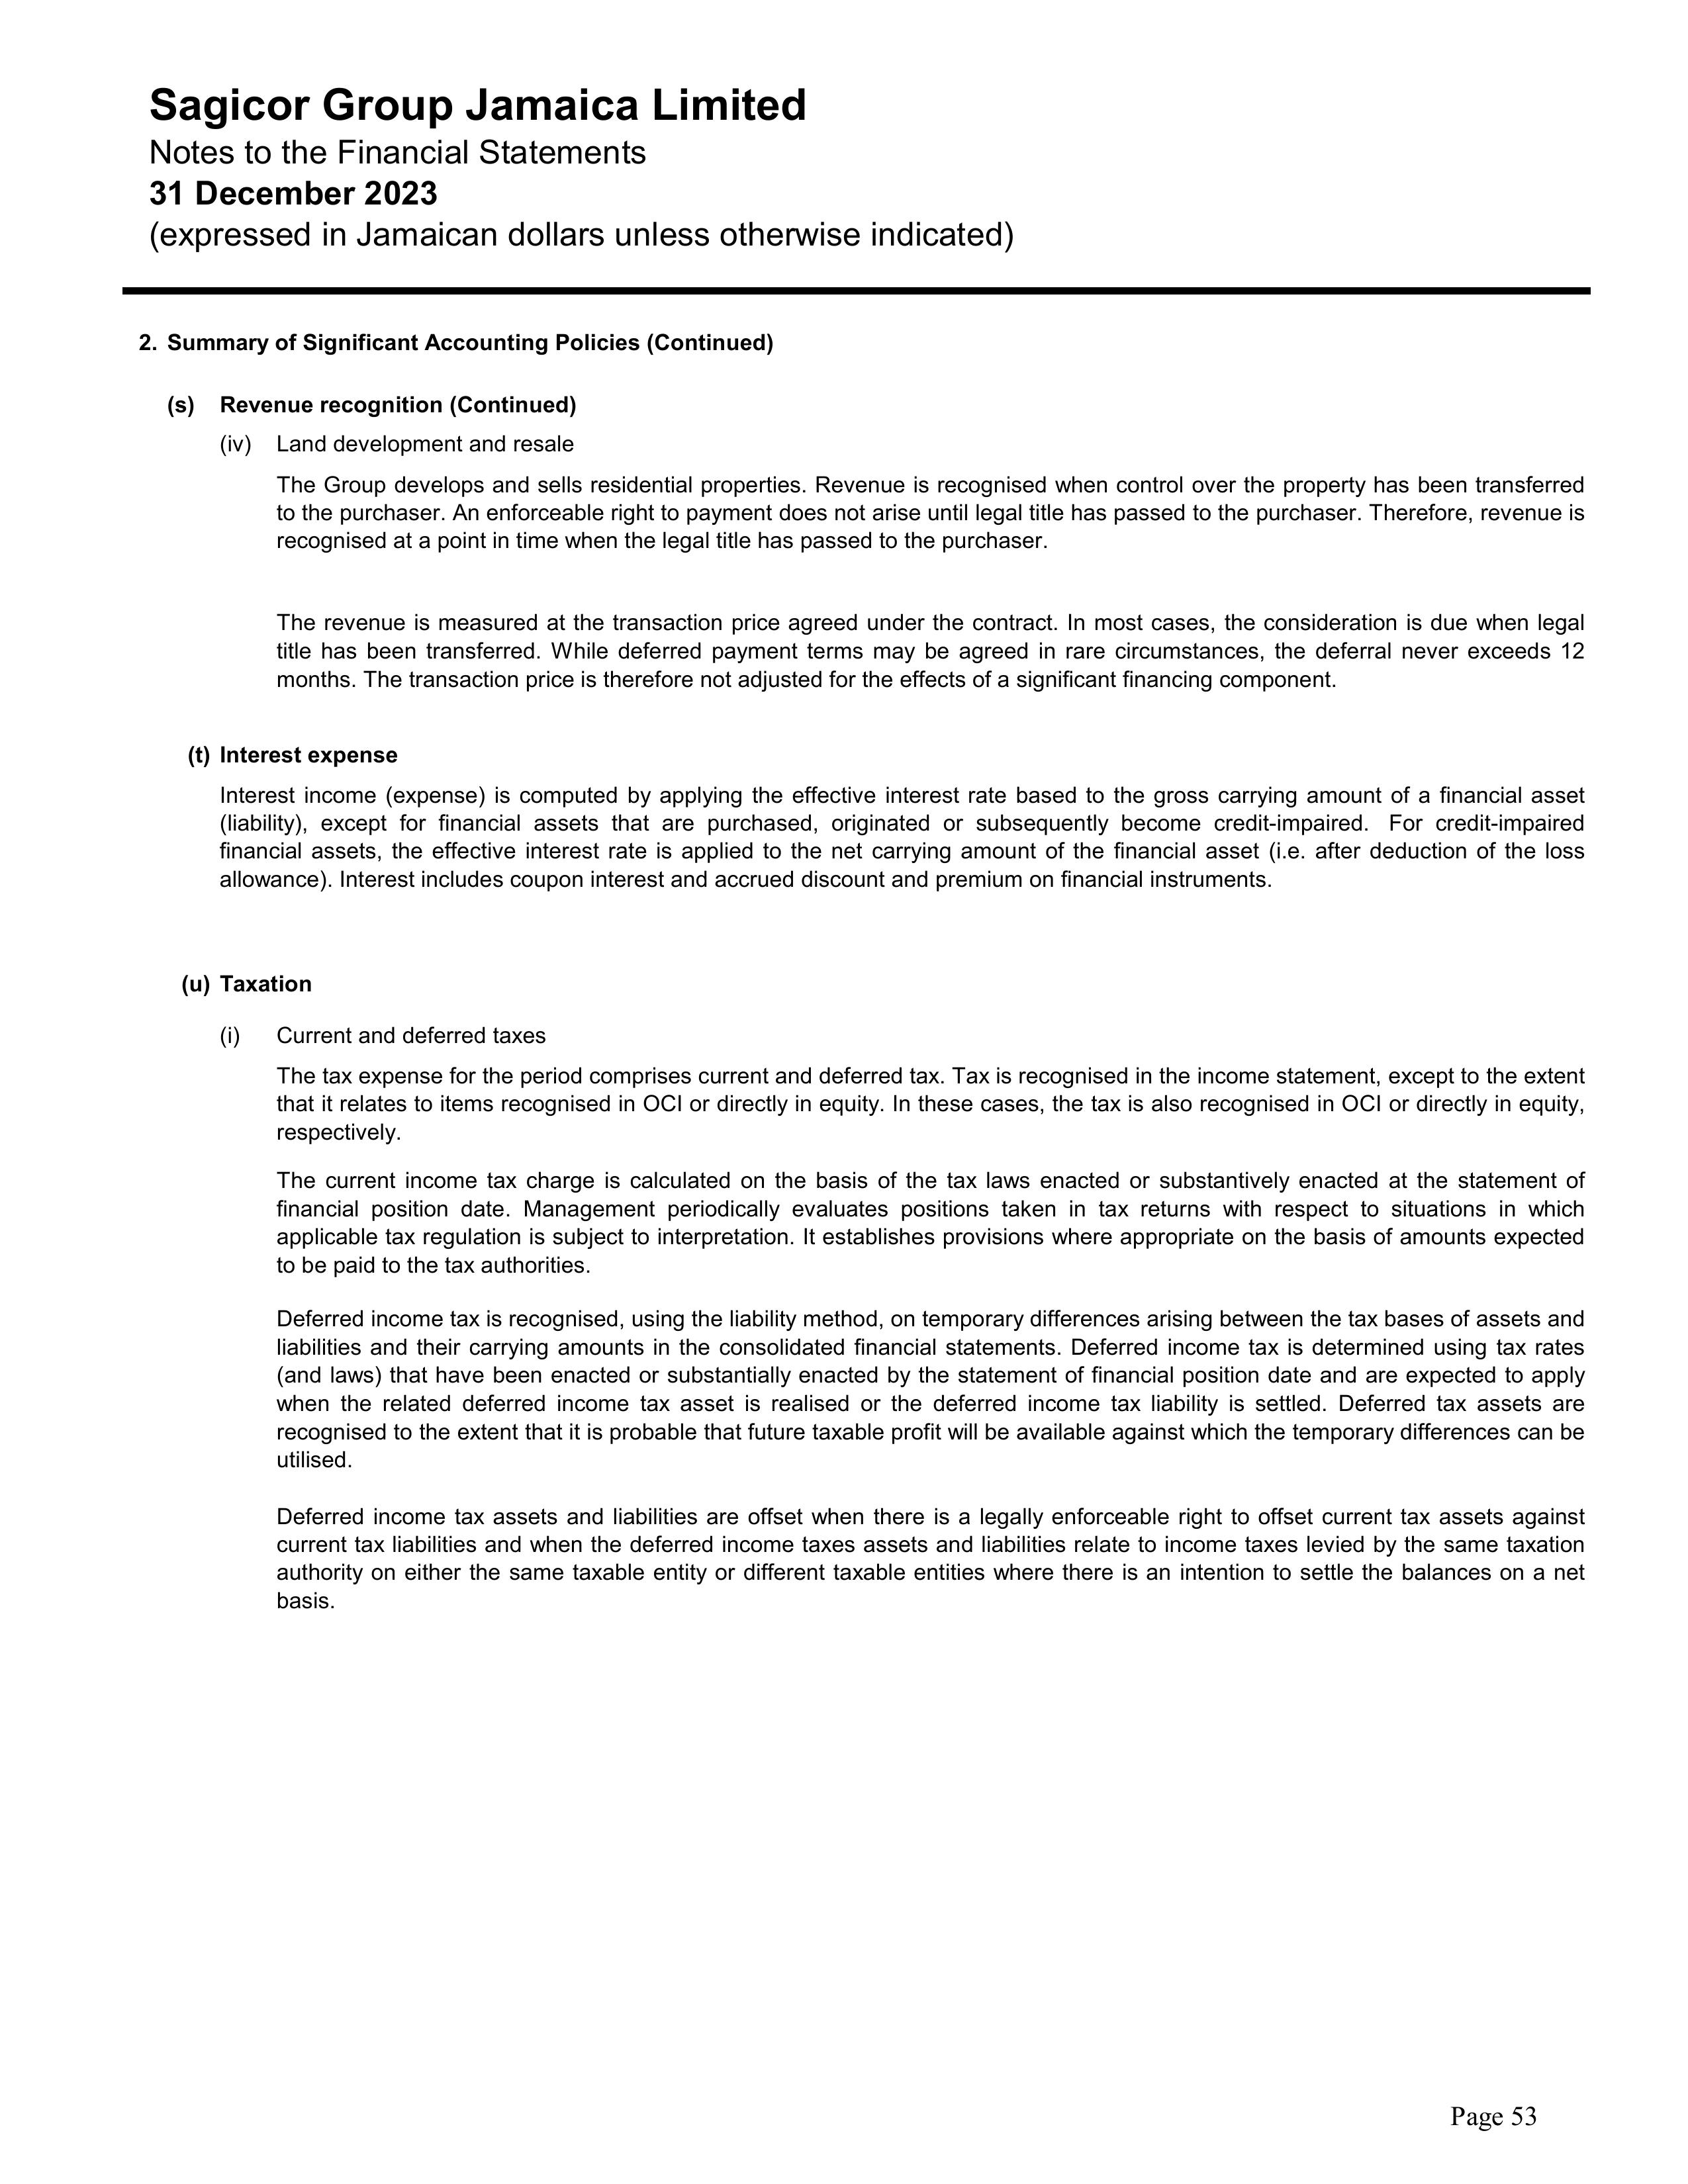 Sagicor Group Jamaica Limited
Notes to the Financial Statements
31 December 2023
(expressed in Jamaican dollars unless otherwise indicated)
2. Summary of Significant Accounting Policies (Continued)
(s) Revenue recognition (Continued)
(iv) Land development and resale
The Group develops and sells residential properties. Revenue is recognised when control over the property has been transferred
to the purchaser. An enforceable right to payment does not arise until legal title has passed to the purchaser. Therefore, revenue is
recognised at a point in time when the legal title has passed to the purchaser.
The revenue is measured at the transaction price agreed under the contract. In most cases, the consideration is due when legal
title has been transferred. While deferred payment terms may be agreed in rare circumstances, the deferral never exceeds 12
months. The transaction price is therefore not adjusted for the effects of a significant financing component.
(t) Interest expense
Interest income (expense) is computed by applying the effective interest rate based to the gross carrying amount of a financial asset
(liability), except for financial assets that are purchased, originated or subsequently become credit-impaired. For credit-impaired
financial assets, the effective interest rate is applied to the net carrying amount of the financial asset (i.e. after deduction of the loss
allowance). Interest includes coupon interest and accrued discount and premium on financial instruments.
(u) Taxation
(i) Current and deferred taxes
The tax expense for the period comprises current and deferred tax. Tax is recognised in the income statement, except to the extent
that it relates to items recognised in OCI or directly in equity. In these cases, the tax is also recognised in OCI or directly in equity,
respectively.
The current income tax charge is calculated on the basis of the tax laws enacted or substantively enacted at the statement of
financial position date. Management periodically evaluates positions taken in tax returns with respect to situations in which
applicable tax regulation is subject to interpretation. It establishes provisions where appropriate on the basis of amounts expected
to be paid to the tax authorities.
Deferred income tax is recognised, using the liability method, on temporary differences arising between the tax bases of assets and
liabilities and their carrying amounts in the consolidated financial statements. Deferred income tax is determined using tax rates
(and laws) that have been enacted or substantially enacted by the statement of financial position date and are expected to apply
when the related deferred income tax asset is realised or the deferred income tax liability is settled. Deferred tax assets are
recognised to the extent that it is probable that future taxable profit will be available against which the temporary differences can be
utilised.
Deferred income tax assets and liabilities are offset when there is a legally enforceable right to offset current tax assets against
current tax liabilities and when the deferred income taxes assets and liabilities relate to income taxes levied by the same taxation
authority on either the same taxable entity or different taxable entities where there is an intention to settle the balances on a net
basis.
Page 53